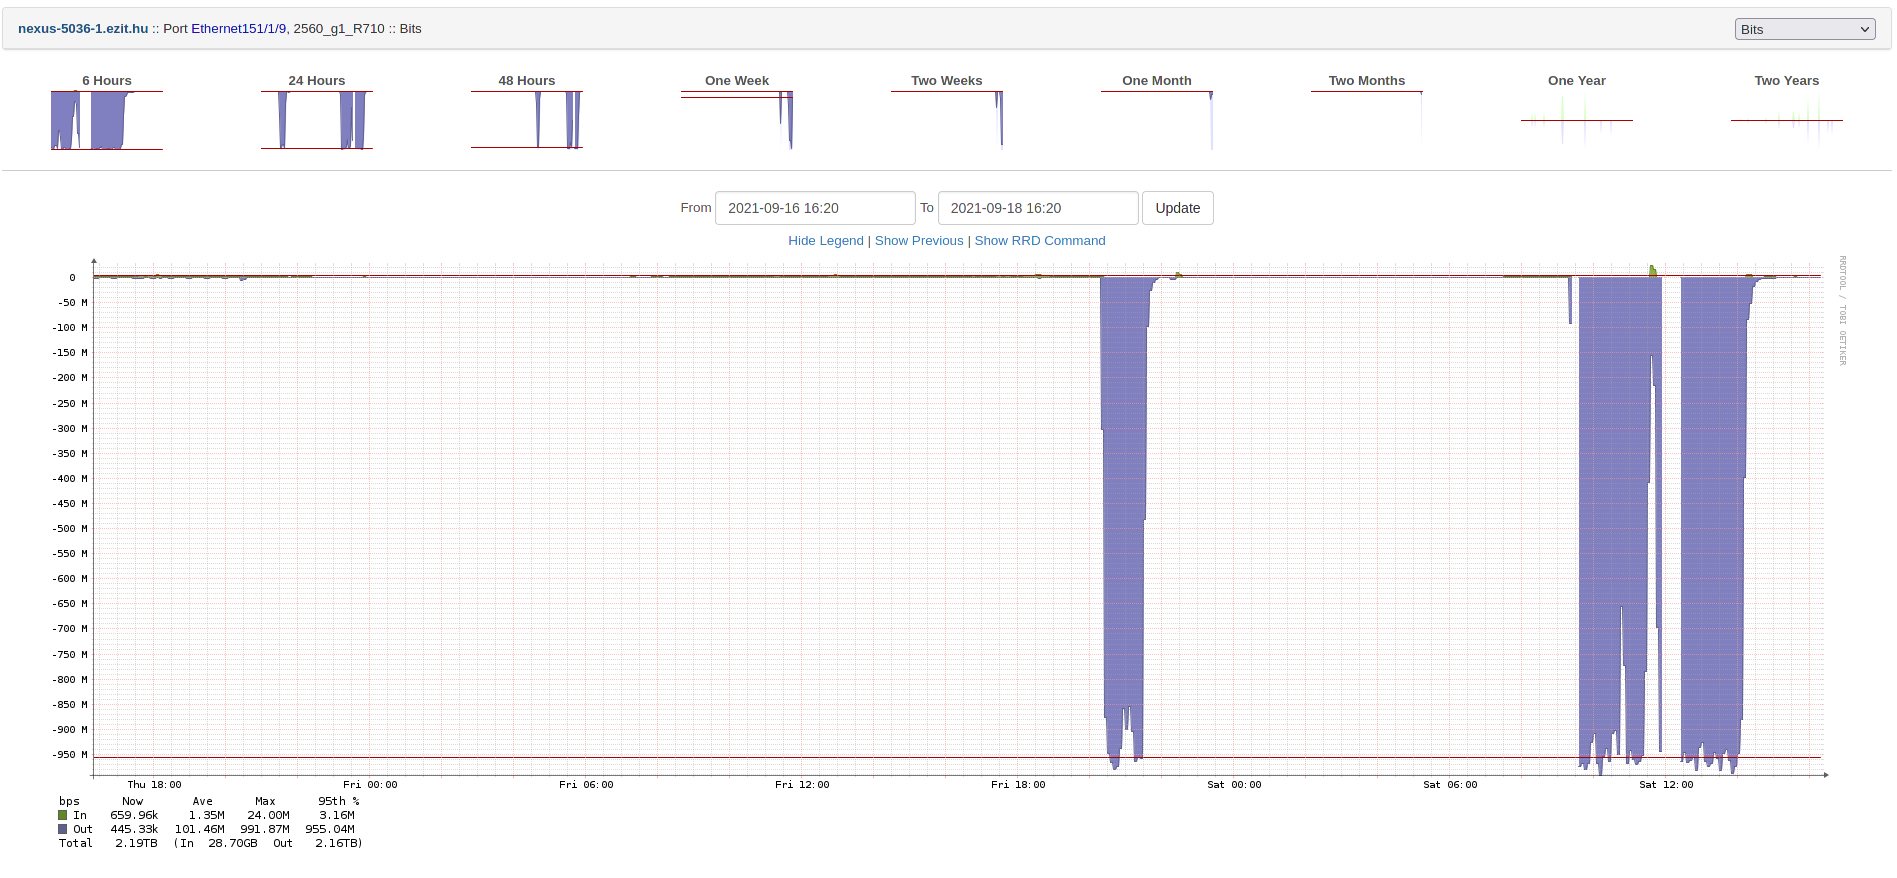 nexus-5036-1.ezit.hu :: Port Ethernet151/1/9, 2560_g1_R710 :: Bits
Bits
6 Hours 24 Hours 48 Hours One Week Two Weeks One Month Two Months One Year Two Years
From 2021-09-16 16:20 To 2021-09-18 16:20 Update
Hide Legend | Show Previous | Show RRD Command
RRDTOOL / TOBI OETIKER
0
-50 M
-100 M
-150 M
-200 M
-250 M
-300 M
-350 M
-400 M
-450 M
-500 M
-550 M
-600 M
-650 M
-700 M
-750 M
-800 M
-850 M
-900 M
-950 M
Thu 18:00 Fri 00:00 Fri 06:00 Fri 12:00 Fri 18:00 Sat 00:00 Sat 06:00 Sat 12:00
bps Now Ave Max 95th %
In 659.96k 1.35M 24.00M 3.16M
Out 445.33k 101.46M 991.87M 955.04M
Total 2.19TB (In 28.70GB Out 2.16TB)